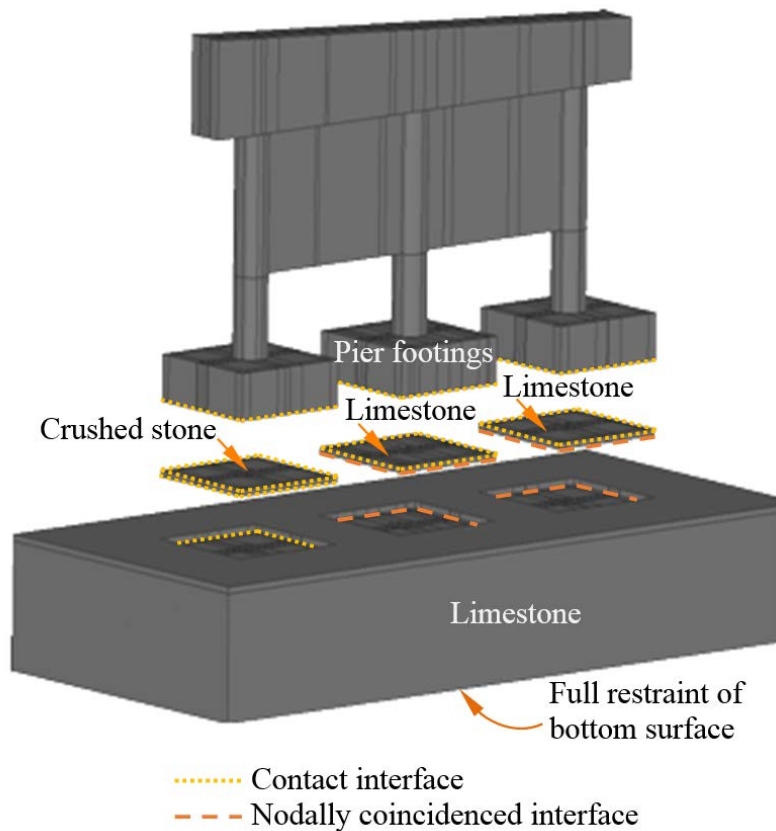 Pier footings
Limestone
Limestone
Crushed stone
Limestone
Full restraint of
bottom surface
Contact interface
Nodally coincidenced interface